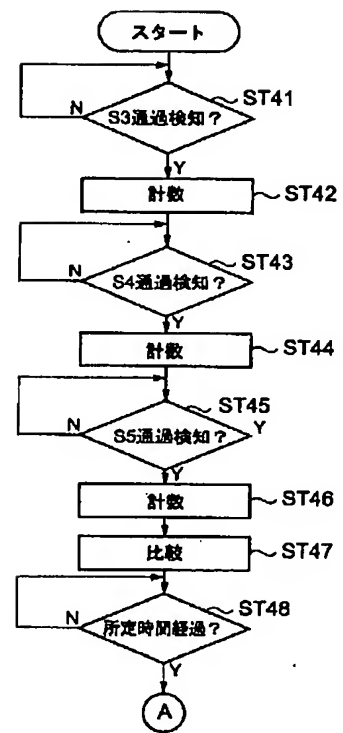 スタート
S3通過検知？
ST41
N
Y
計数
ST42
S4通過検知？
ST43
N
Y
計数
ST44
S5通過検知？
ST45
N
Y
Y
計数
ST46
比較
ST47
所定時間経過？
ST48
N
Y
A